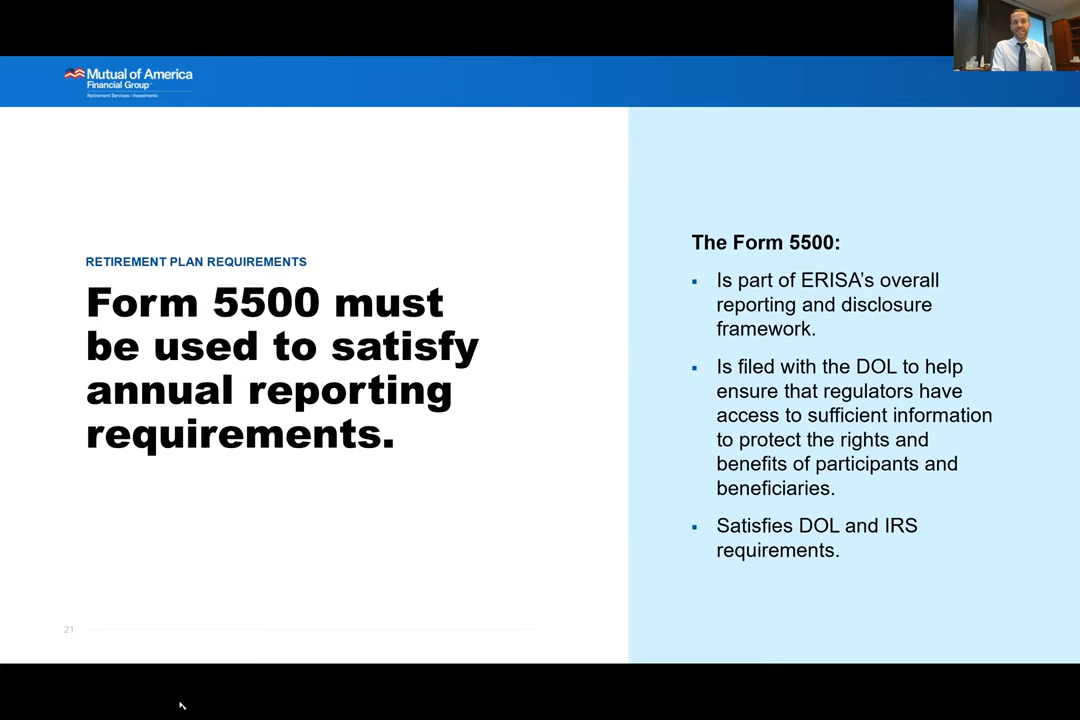 Mutual of America
Financial Group
Retirement Services • Investments
RETIREMENT PLAN REQUIREMENTS
Form 5500 must
be used to satisfy
annual reporting
requirements.
21
The Form 5500:
▪ Is part of ERISA’s overall
reporting and disclosure
framework.
▪ Is filed with the DOL to help
ensure that regulators have
access to sufficient information
to protect the rights and
benefits of participants and
beneficiaries.
▪ Satisfies DOL and IRS
requirements.